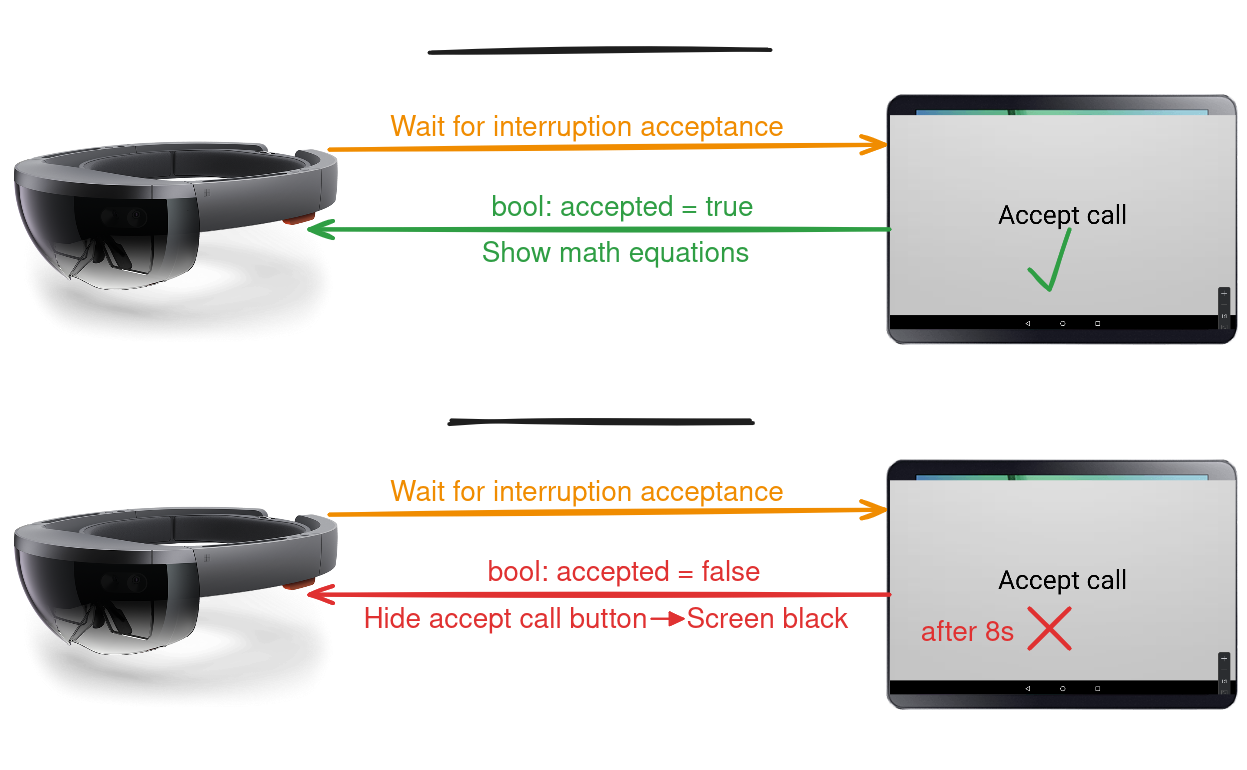 Wait for interruption acceptance
bool: accepted = true
Show math equations
Accept call
Wait for interruption acceptance
bool: accepted = false
Hide accept call button→Screen black
Accept call
after 8s